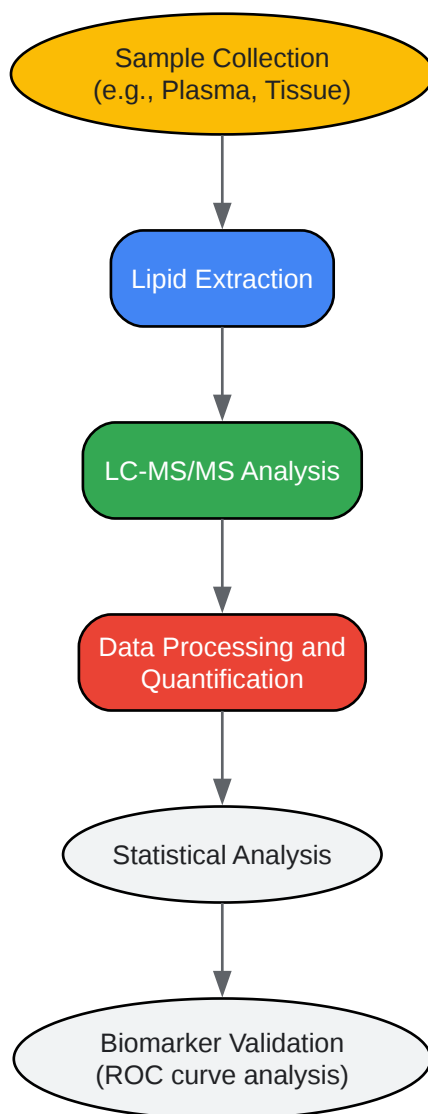 Sample Collection
(e.g., Plasma, Tissue)
Lipid Extraction
LC-MS/MS Analysis
Data Processing and
Quantification
Statistical Analysis
Biomarker Validation
(ROC curve analysis)